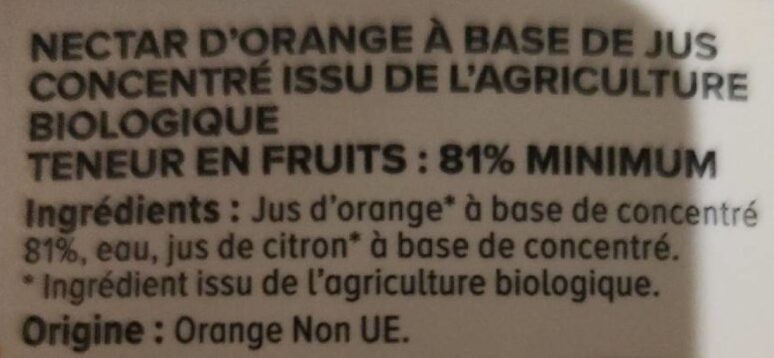 NECTAR D'ORANGE À BASE DE JUS
CONCENTRÉ ISSU DE L'AGRICULTURE
BIOLOGIQUE
TENEUR EN FRUITS : 81% MINIMUM
Ingrédients : Jus d'orange* à base de concentré
81%, eau, jus de citron* à base de concentré.
* Ingrédient issu de l'agriculture biologique.
Origine : Orange Non UE.